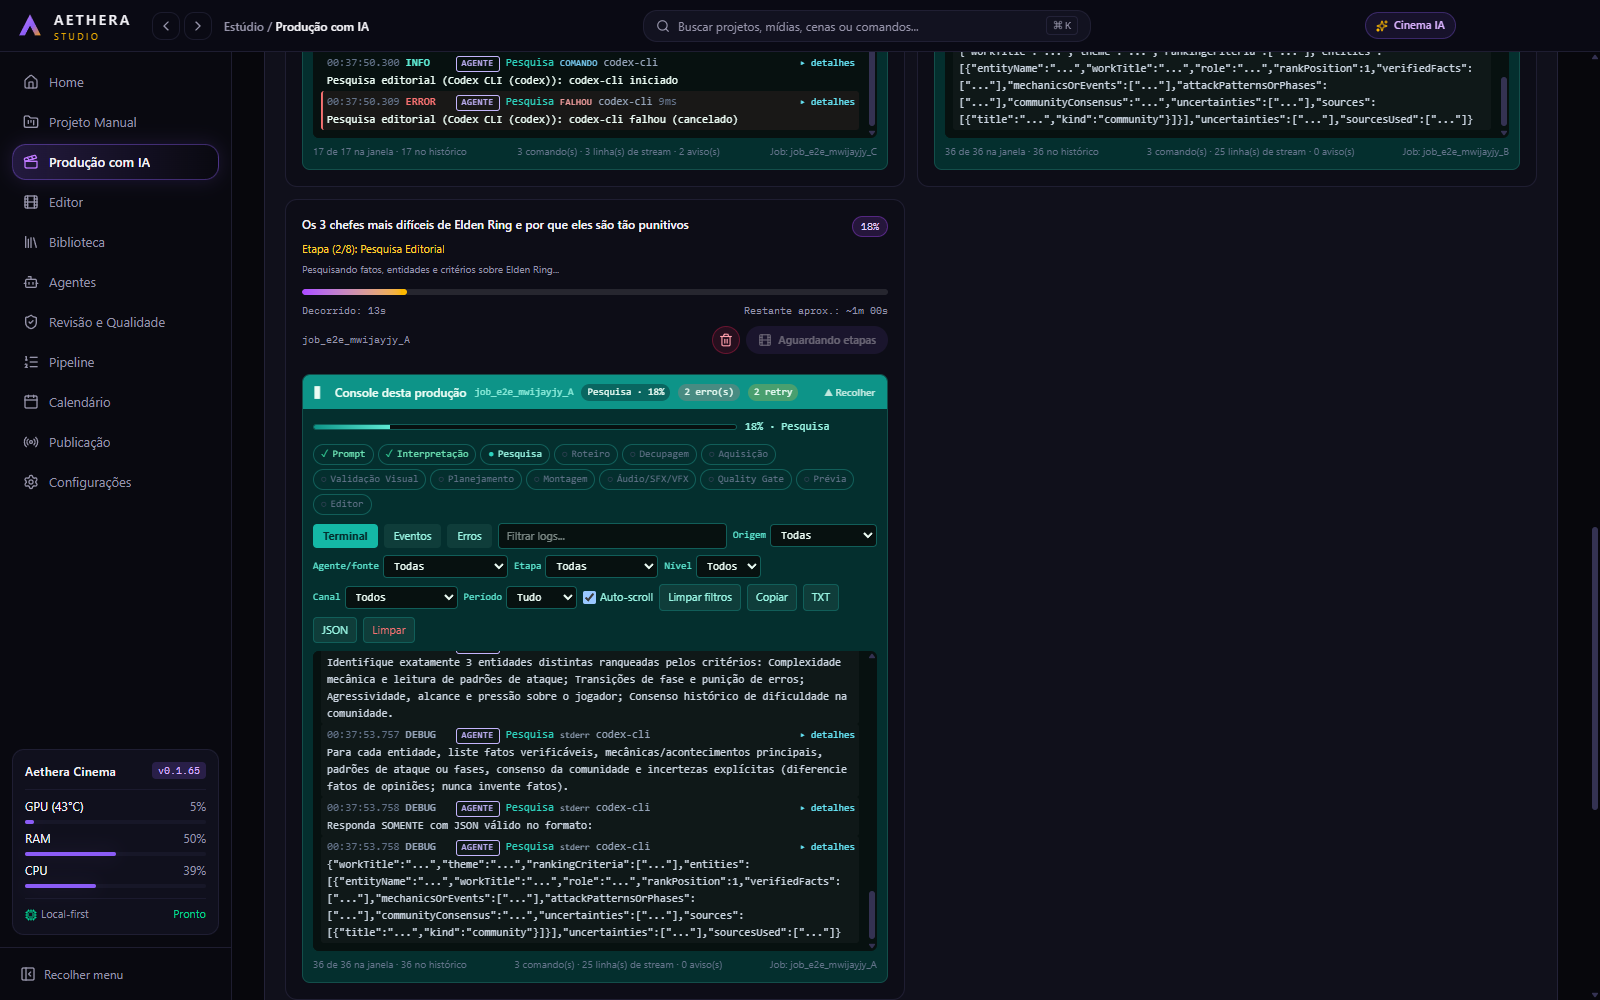 AETHERA
STUDIO
Estúdio / Produção com IA
Buscar projetos, mídias, cenas ou comandos...
⌘ K
Cinema IA
Home
Projeto Manual
Produção com IA
Editor
Biblioteca
Agentes
Revisão e Qualidade
Pipeline
Calendário
Publicação
Configurações
Aethera Cinema v0.1.65
GPU (43°C) 5%
RAM 50%
CPU 39%
Local-first Pronto
Recolher menu
00:37:50.300 INFO AGENTE Pesquisa COMANDO codex-cli ▸ detalhes
Pesquisa editorial (Codex CLI (codex)): codex-cli iniciado
00:37:50.309 ERROR AGENTE Pesquisa FALHOU codex-cli 9ms ▸ detalhes
Pesquisa editorial (Codex CLI (codex)): codex-cli falhou (cancelado)
17 de 17 na janela · 17 no histórico 3 comando(s) · 3 linha(s) de stream · 2 aviso(s) Job: job_e2e_mwijayjy_C
{"workTitle":"...","theme":"...","rankingCriteria":["..."],"entities":
[{"entityName":"...","workTitle":"...","role":"...","rankPosition":1,"verifiedFacts":
["..."],"mechanicsOrEvents":["..."],"attackPatternsOrPhases":
["..."],"communityConsensus":"...","uncertainties":["..."],"sources":
[{"title":"...","kind":"community"}]}],"uncertainties":["..."],"sourcesUsed":["..."]}
36 de 36 na janela · 36 no histórico 3 comando(s) · 25 linha(s) de stream · 0 aviso(s) Job: job_e2e_mwijayjy_B
Os 3 chefes mais difíceis de Elden Ring e por que eles são tão punitivos 18%
Etapa (2/8): Pesquisa Editorial
Pesquisando fatos, entidades e critérios sobre Elden Ring...
Decorrido: 13s Restante aprox.: ~1m 00s
job_e2e_mwijayjy_A Aguardando etapas
Console desta produção job_e2e_mwijayjy_A Pesquisa · 18% 2 erro(s) 2 retry ▲ Recolher
18% · Pesquisa
✓ Prompt ✓ Interpretação ● Pesquisa ○ Roteiro ○ Decupagem ○ Aquisição
○ Validação Visual ○ Planejamento ○ Montagem ○ Áudio/SFX/VFX ○ Quality Gate ○ Prévia
○ Editor
Terminal Eventos Erros Filtrar logs... Origem Todas
Agente/fonte Todas Etapa Todas Nível Todos
Canal Todos Período Tudo Auto-scroll Limpar filtros Copiar TXT
JSON Limpar
Identifique exatamente 3 entidades distintas ranqueadas pelos critérios: Complexidade
mecânica e leitura de padrões de ataque; Transições de fase e punição de erros;
Agressividade, alcance e pressão sobre o jogador; Consenso histórico de dificuldade na
comunidade.
00:37:53.757 DEBUG AGENTE Pesquisa stderr codex-cli ▸ detalhes
Para cada entidade, liste fatos verificáveis, mecânicas/acontecimentos principais,
padrões de ataque ou fases, consenso da comunidade e incertezas explícitas (diferencie
fatos de opiniões; nunca invente fatos).
00:37:53.758 DEBUG AGENTE Pesquisa stderr codex-cli ▸ detalhes
Responda SOMENTE com JSON válido no formato:
00:37:53.758 DEBUG AGENTE Pesquisa stderr codex-cli ▸ detalhes
{"workTitle":"...","theme":"...","rankingCriteria":["..."],"entities":
[{"entityName":"...","workTitle":"...","role":"...","rankPosition":1,"verifiedFacts":
["..."],"mechanicsOrEvents":["..."],"attackPatternsOrPhases":
["..."],"communityConsensus":"...","uncertainties":["..."],"sources":
[{"title":"...","kind":"community"}]}],"uncertainties":["..."],"sourcesUsed":["..."]}
36 de 36 na janela · 36 no histórico 3 comando(s) · 25 linha(s) de stream · 0 aviso(s) Job: job_e2e_mwijayjy_A